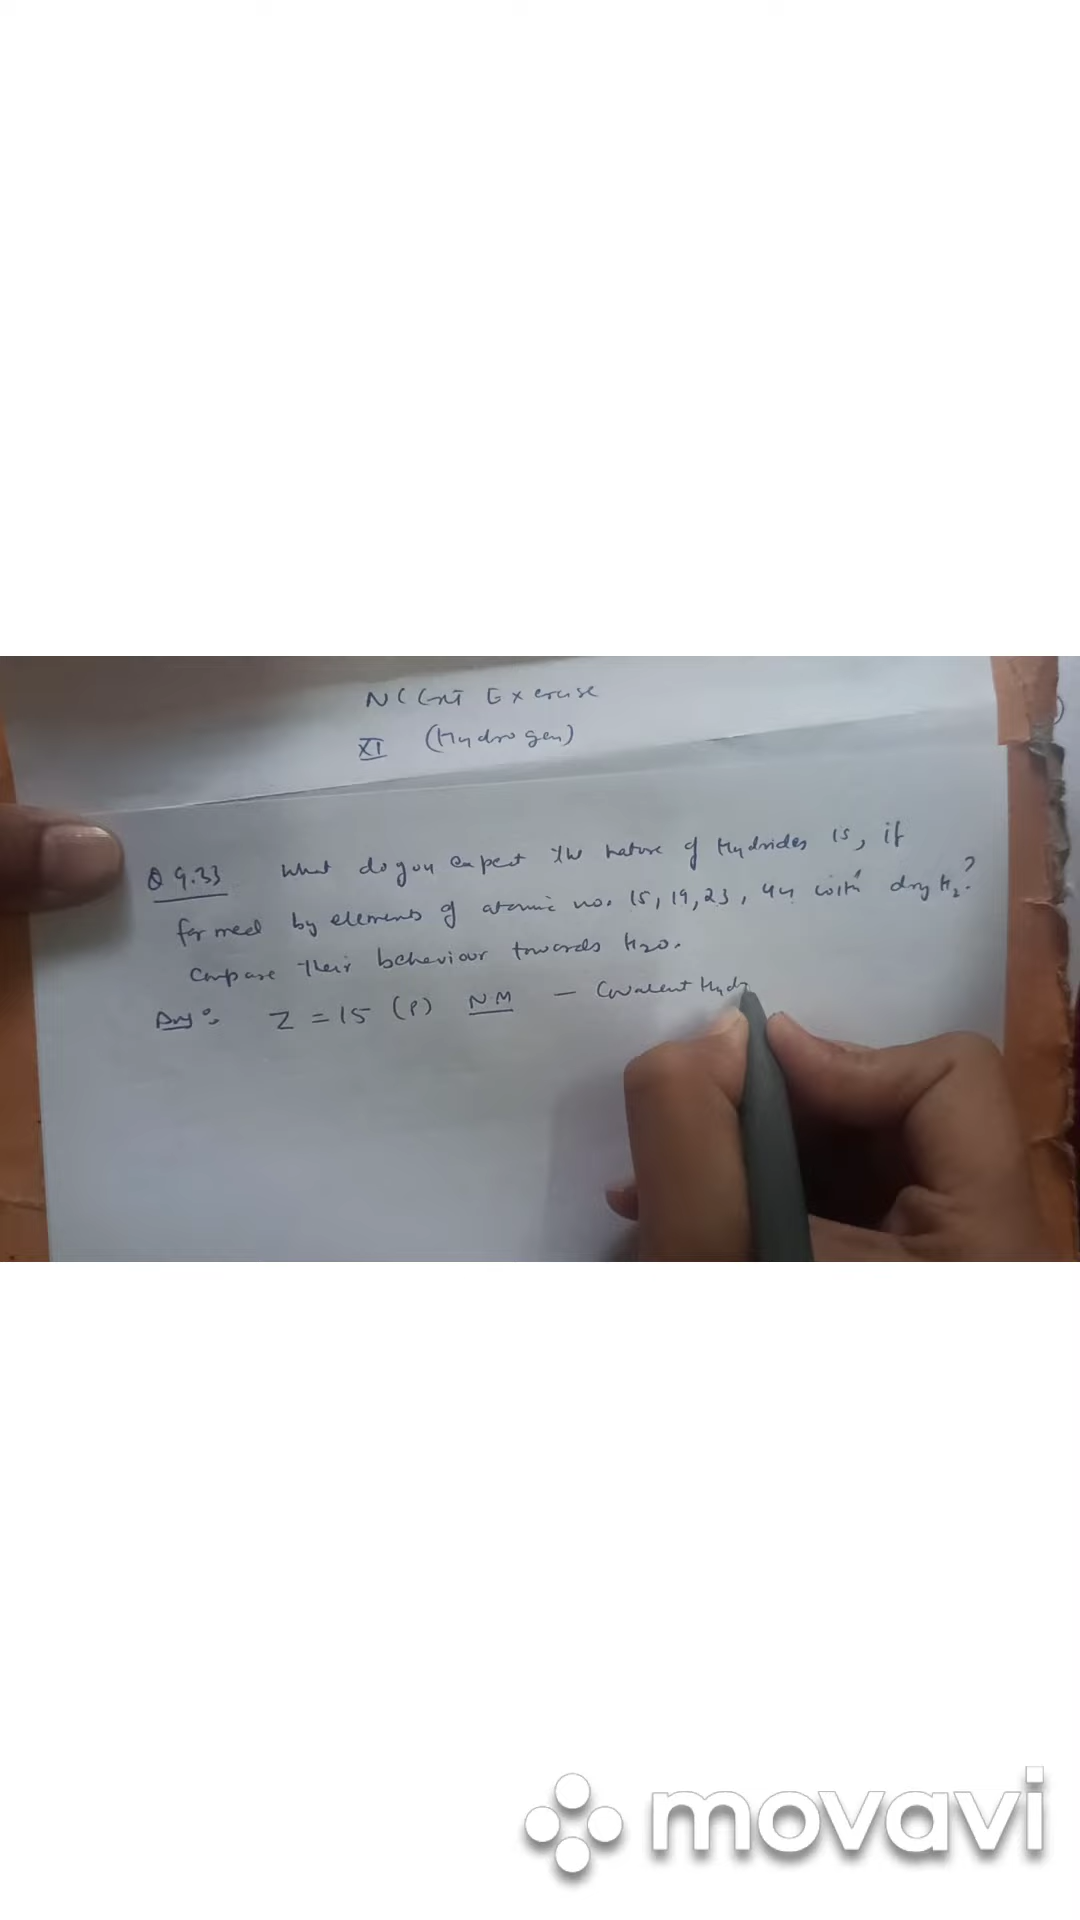 NCERT Exercise
XI (Hydrogen)
Q 9.33 What do you expect the nature of Hydrides is, if
formed by elements of atomic no. 15, 19, 23, 44 with dry H2?
Compare their behaviour towards H2O.
Ans: Z = 15 (P) NM - Covalent Hyd
movavi